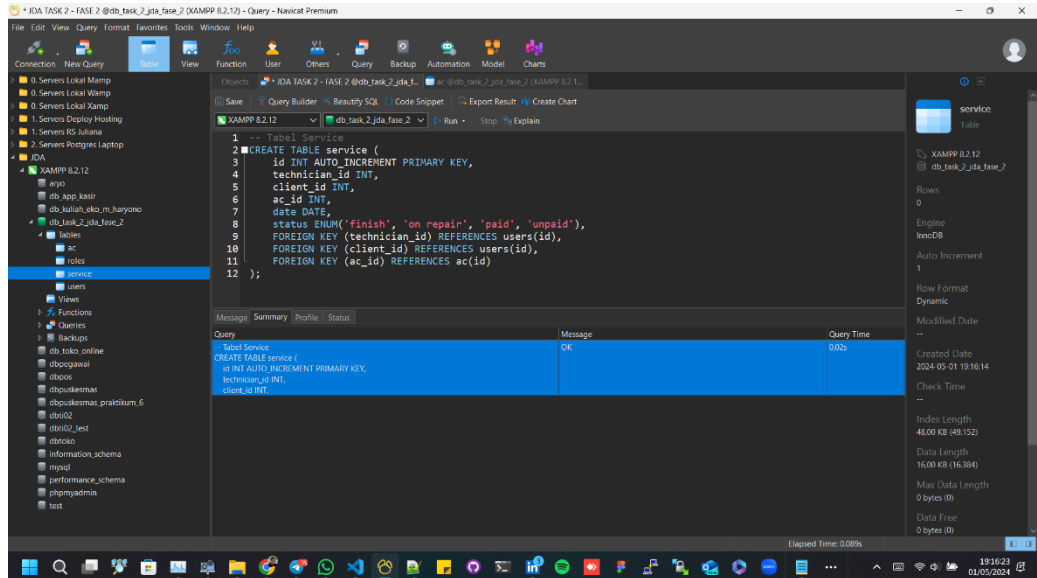 * JDA TASK 2 - FASE 2 @db_task_2_jda_fase_2 (XAMPP 8.2.12) - Query - Navicat Premium
File Edit View Query Format Favorites Tools Window Help
Connection New Query Table View Function User Others Query Backup Automation Model Charts
0. Servers Lokal Mamp
0. Servers Lokal Wamp
0. Servers Lokal Xamp
1. Servers Deploy Hosting
1. Servers RS Juliana
2. Servers Postgres Laptop
JDA
XAMPP 8.2.12
aryo
db_app_kasir
db_kuliah_eko_m_haryono
db_task_2_jda_fase_2
Tables
ac
roles
service
users
Views
Functions
Queries
Backups
db_toko_online
dbpegawai
dbpos
dbpuskesmas
dbpuskesmas_praktikum_6
dbti02
dbti02_test
dbtoko
information_schema
mysql
performance_schema
phpmyadmin
test
Objects * JDA TASK 2 - FASE 2 @db_task_2_jda_f... ac @db_task_2_jda_fase_2 (XAMPP 8.2.1...
Save Query Builder Beautify SQL () Code Snippet Export Result Create Chart
XAMPP 8.2.12 db_task_2_jda_fase_2 Run Stop Explain
1 -- Tabel Service
2 CREATE TABLE service (
3 id INT AUTO_INCREMENT PRIMARY KEY,
4 technician_id INT,
5 client_id INT,
6 ac_id INT,
7 date DATE,
8 status ENUM('finish', 'on repair', 'paid', 'unpaid'),
9 FOREIGN KEY (technician_id) REFERENCES users(id),
10 FOREIGN KEY (client_id) REFERENCES users(id),
11 FOREIGN KEY (ac_id) REFERENCES ac(id)
12 );
Message Summary Profile Status
Query Message Query Time
-- Tabel Service OK 0,02s
CREATE TABLE service (
id INT AUTO_INCREMENT PRIMARY KEY,
technician_id INT,
client_id INT,
service
Table
XAMPP 8.2.12
db_task_2_jda_fase_2
Rows
0
Engine
InnoDB
Auto Increment
1
Row Format
Dynamic
Modified Date
--
Created Date
2024-05-01 19:16:14
Check Time
--
Index Length
48,00 KB (49.152)
Data Length
16,00 KB (16.384)
Max Data Length
0 bytes (0)
Data Free
0 bytes (0)
Elapsed Time: 0.089s
19:16:23
01/05/2024